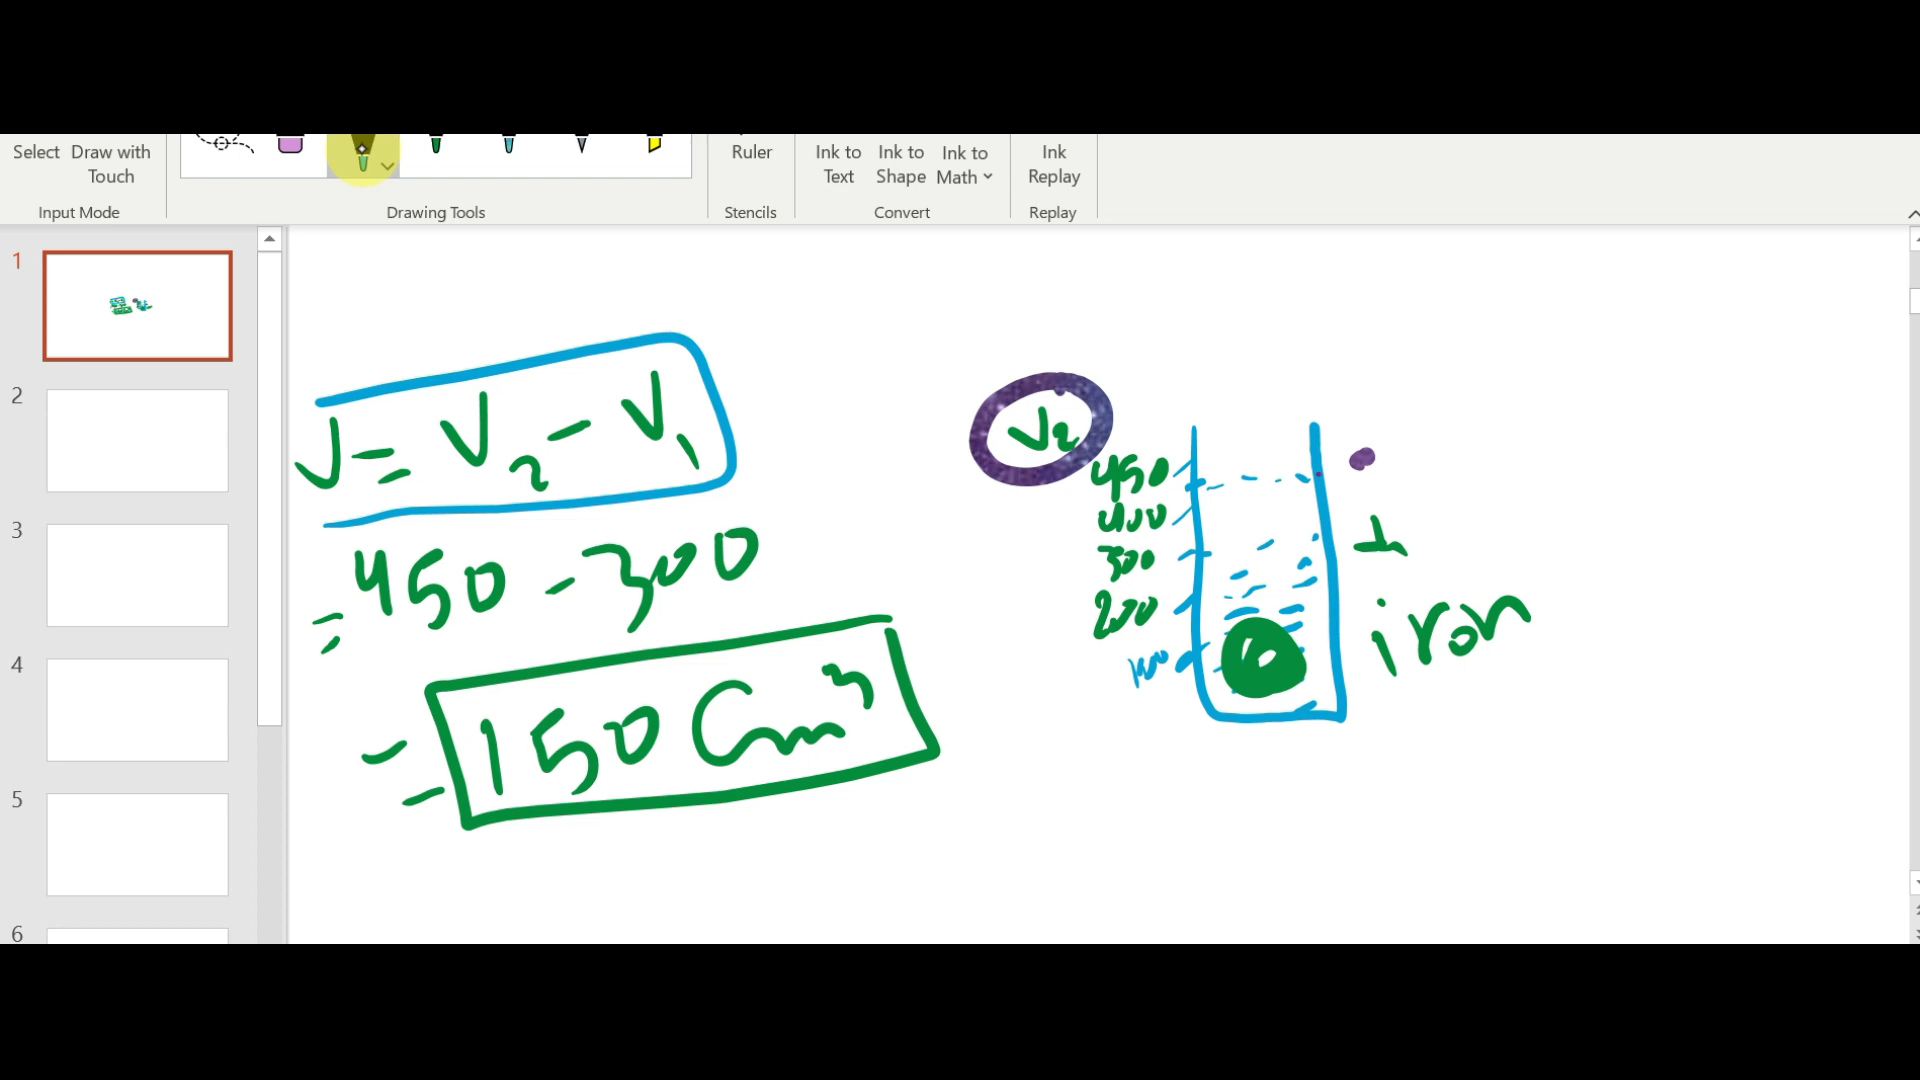 Select Draw with Touch
Ruler
Ink to Text
Ink to Shape
Ink to Math
Ink Replay
Input Mode
Drawing Tools
Stencils
Convert
Replay
1
2
3
4
5
6
V = V2 - V1
= 450 - 300
= 150 Cm3
V2
450
400
300
200
100
+
iron